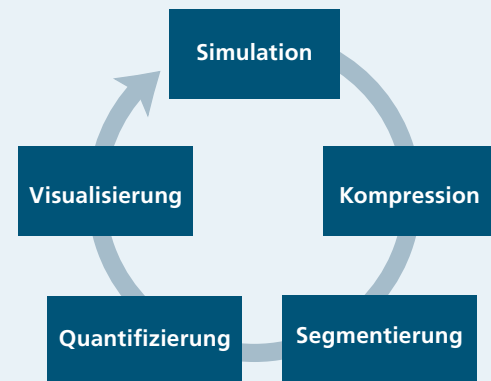 Simulation
Kompression
Segmentierung
Quantifizierung
Visualisierung